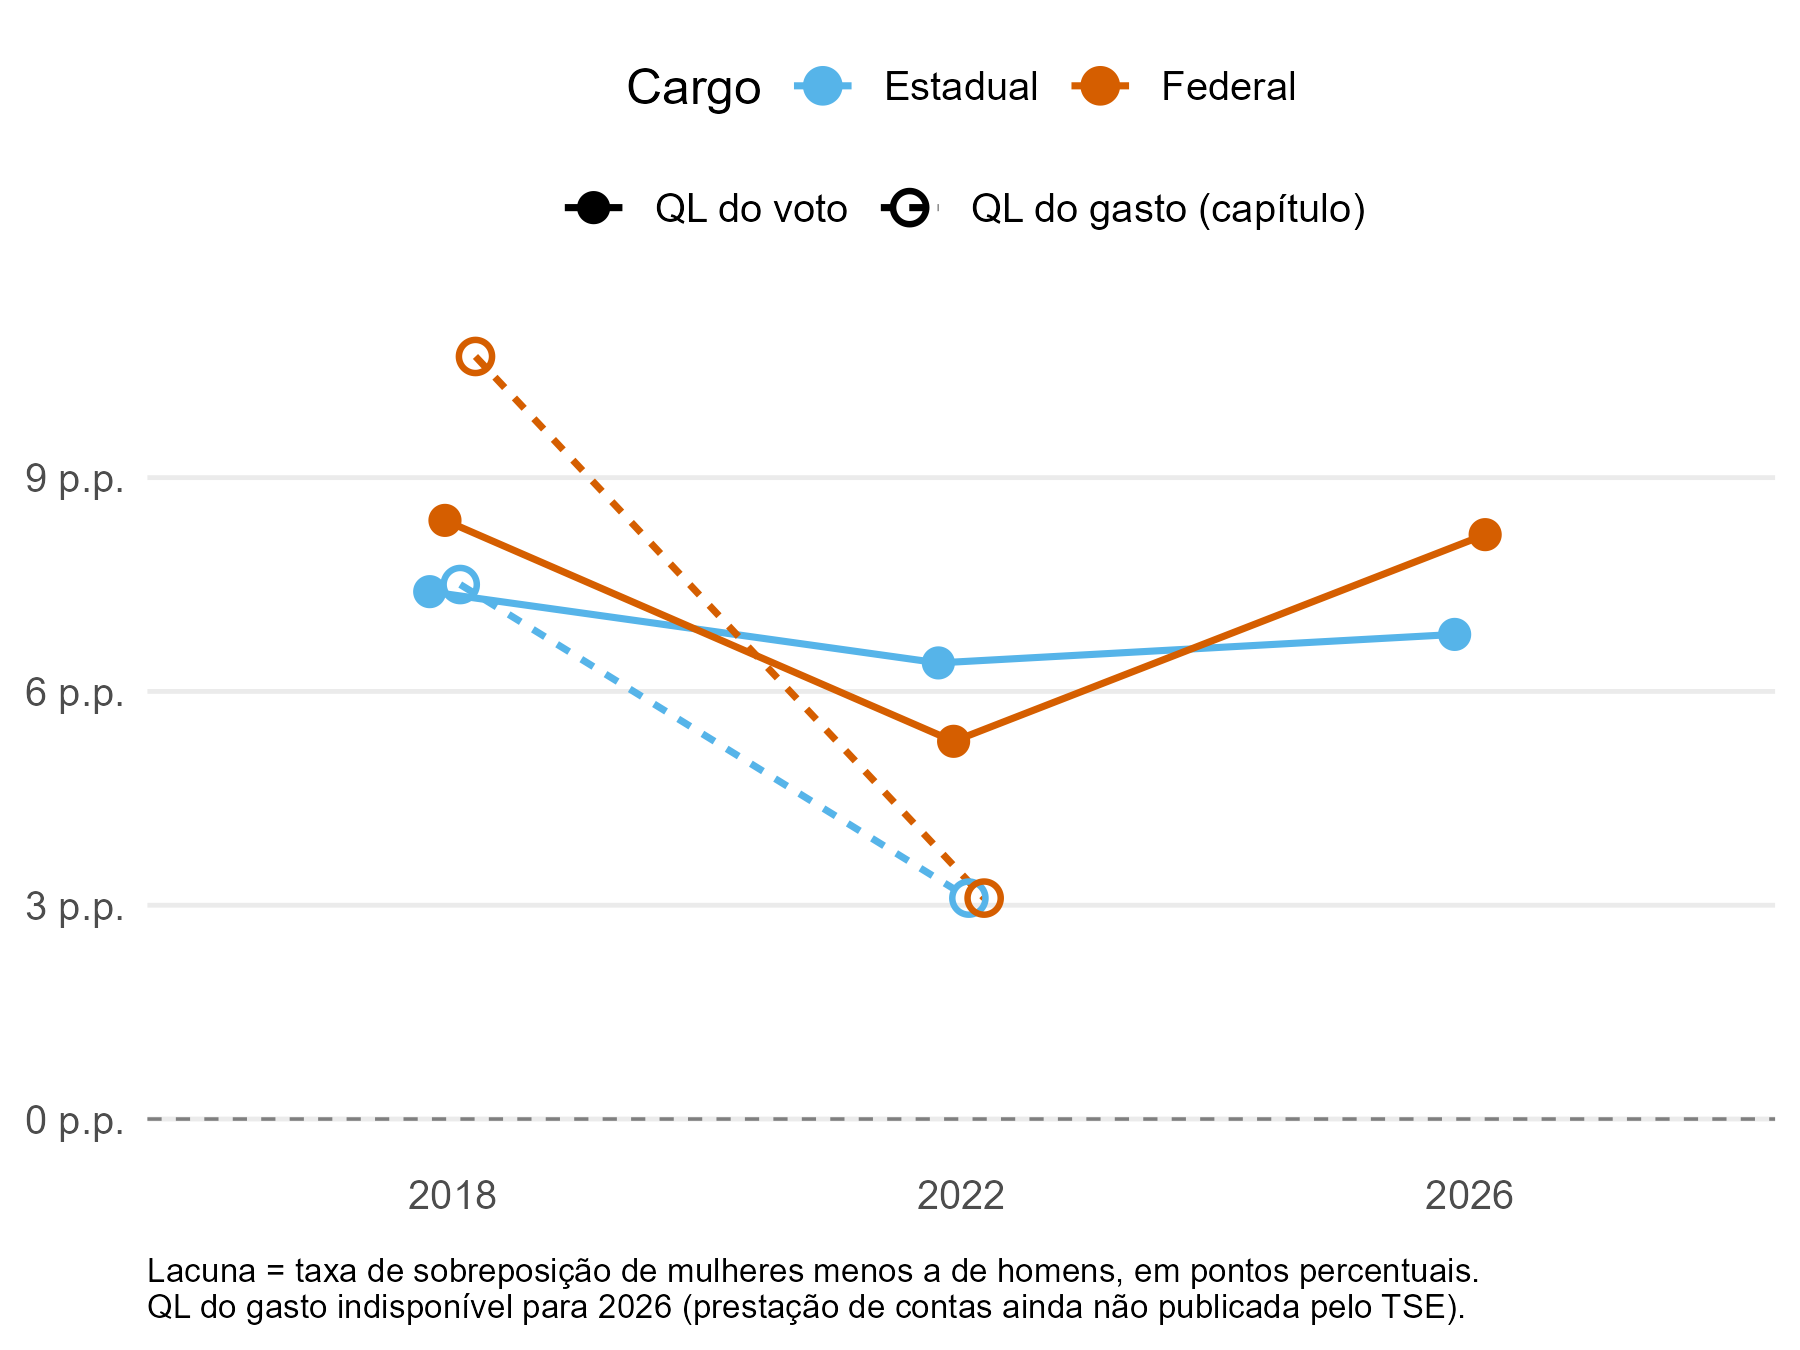 Cargo Estadual Federal
QL do voto QL do gasto (capítulo)
9 p.p.
6 p.p.
3 p.p.
0 p.p.
2018 2022 2026
Lacuna = taxa de sobreposição de mulheres menos a de homens, em pontos percentuais.
QL do gasto indisponível para 2026 (prestação de contas ainda não publicada pelo TSE).